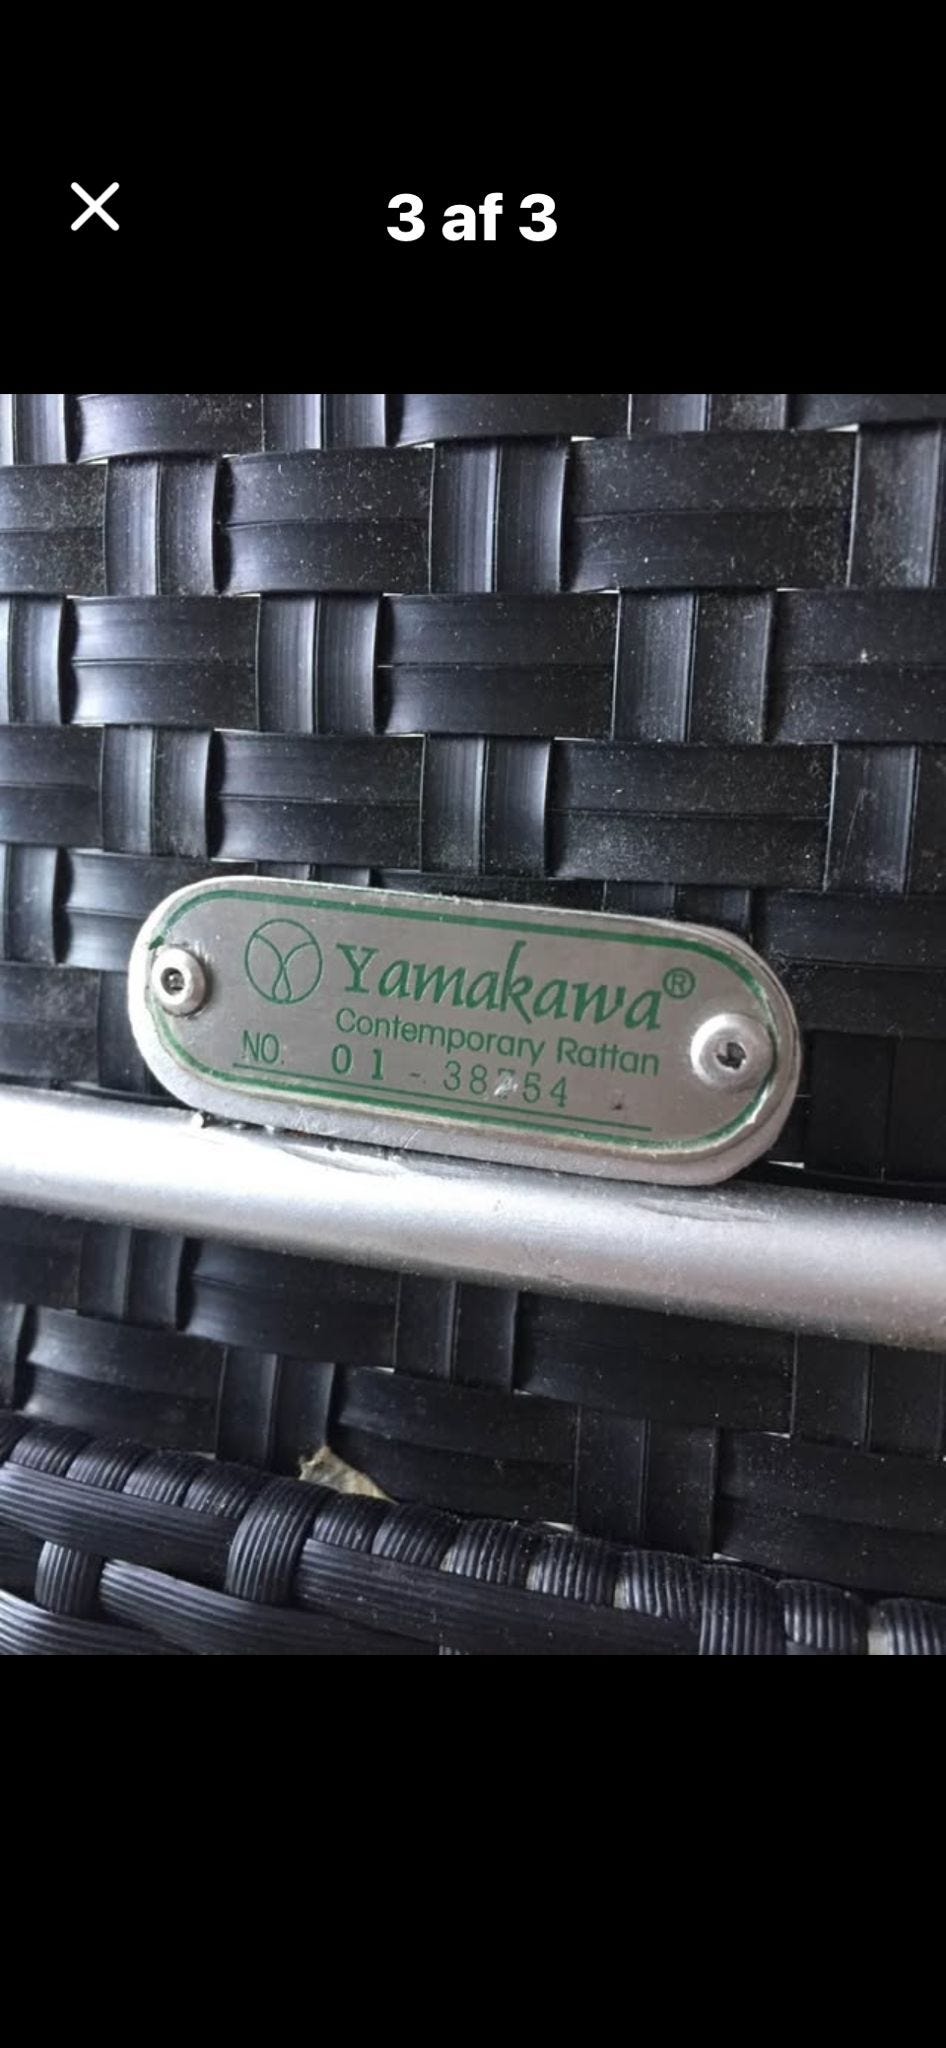 3 af 3
Yamakawa®
Contemporary Rattan
NO. 01-